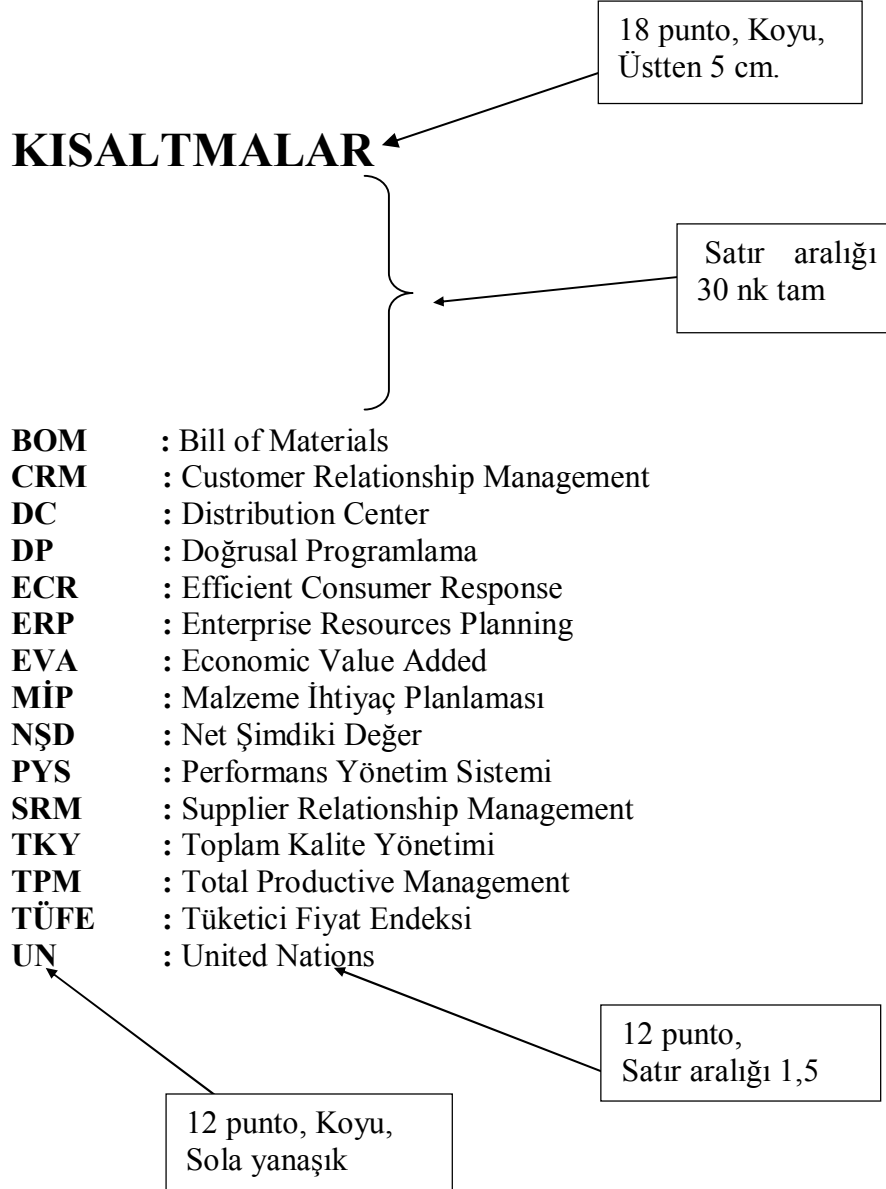 18 punto, Koyu,
Üstten 5 cm.
KISALTMALAR
Satır aralığı
30 nk tam
BOM : Bill of Materials
CRM : Customer Relationship Management
DC : Distribution Center
DP : Doğrusal Programlama
ECR : Efficient Consumer Response
ERP : Enterprise Resources Planning
EVA : Economic Value Added
MİP : Malzeme İhtiyaç Planlaması
NŞD : Net Şimdiki Değer
PYS : Performans Yönetim Sistemi
SRM : Supplier Relationship Management
TKY : Toplam Kalite Yönetimi
TPM : Total Productive Management
TÜFE : Tüketici Fiyat Endeksi
UN : United Nations
12 punto,
Satır aralığı 1,5
12 punto, Koyu,
Sola yanaşık